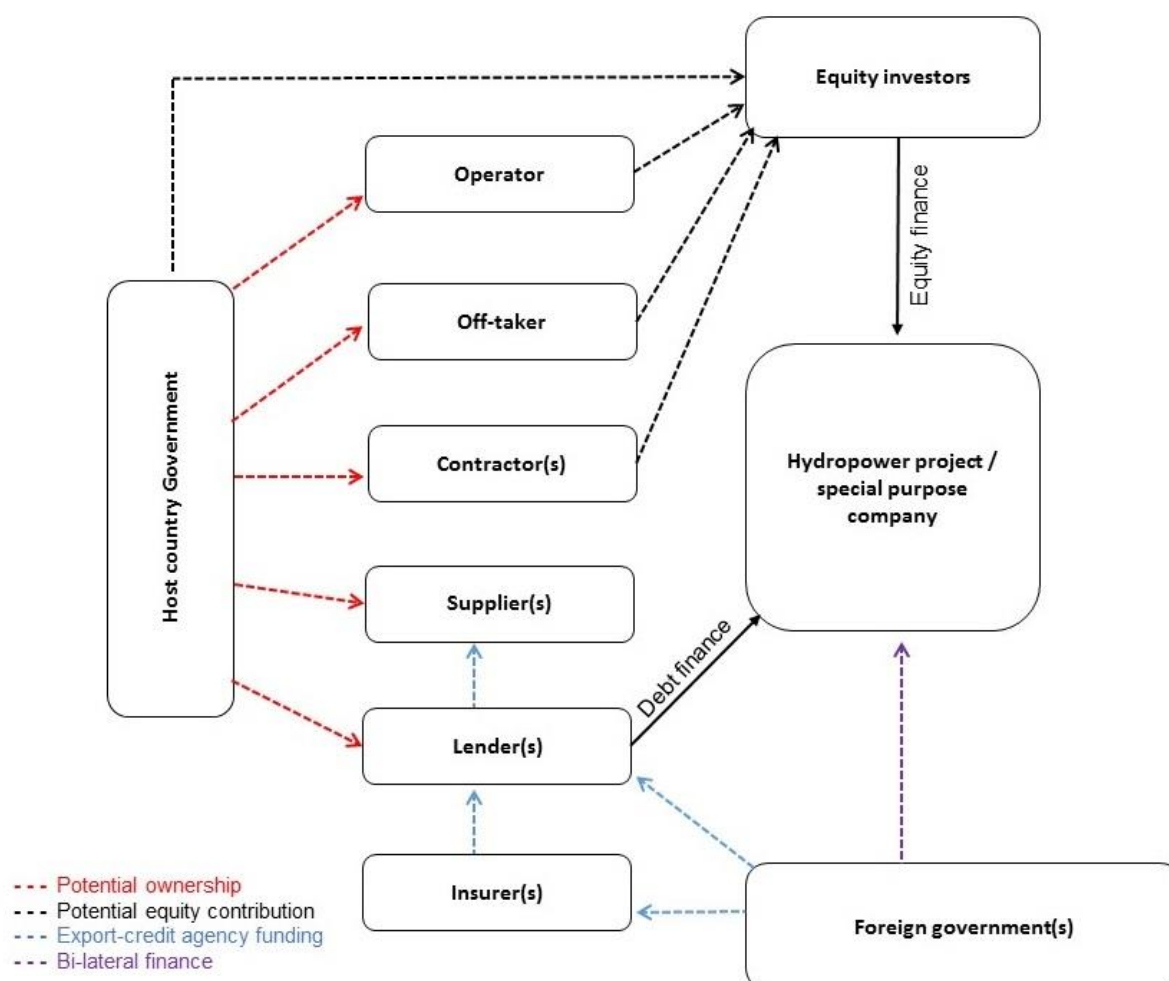 Equity investors
Operator
Equity finance
Off-taker
Host country Government
Contractor(s)
Hydropower project /
special purpose
company
Supplier(s)
Debt finance
Lender(s)
Insurer(s)
Foreign government(s)
--- Potential ownership
--- Potential equity contribution
--- Export-credit agency funding
--- Bi-lateral finance